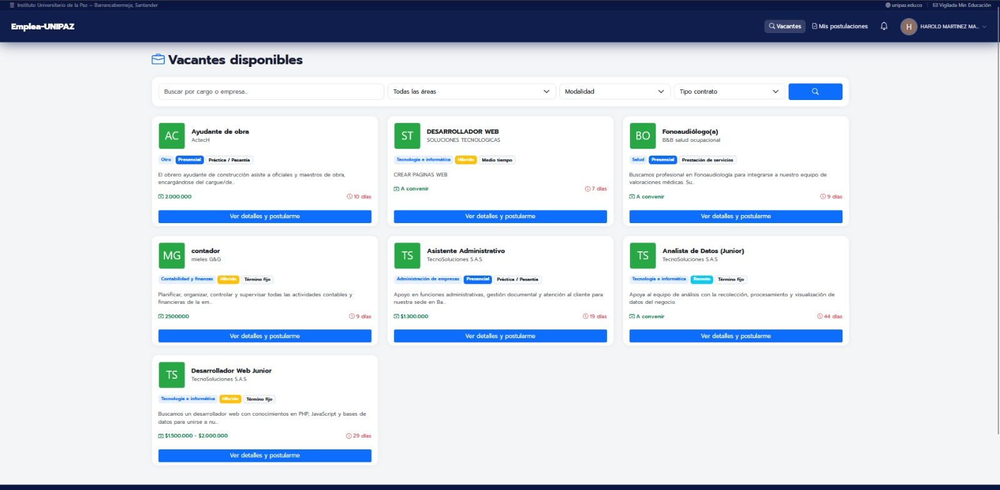 Instituto Universitario de la Paz — Barrancabermeja, Santander
unipaz.edu.co
Vigilada Min Educación
Emplea-UNIPAZ
Vacantes
Mis postulaciones
H
HAROLD MARTINEZ MA...
Vacantes disponibles
Buscar por cargo o empresa...
Todas las áreas
Modalidad
Tipo contrato
AC
Ayudante de obra
ActecH
Otro
Presencial
Práctica / Pasantía
El obrero ayudante de construcción asiste a oficiales y maestros de obra,
encargándose del cargue/de...
2.000.000
10 días
Ver detalles y postularme
ST
DESARROLLADOR WEB
SOLUCIONES TECNOLOGICAS
Tecnología e informática
Híbrido
Medio tiempo
CREAR PAGINAS WEB
A convenir
7 días
Ver detalles y postularme
BO
Fonoaudiólogo(a)
B&B salud ocupacional
Salud
Presencial
Prestación de servicios
Buscamos profesional en Fonoaudiología para integrarse a nuestro equipo de
valoraciones médicas. Su...
A convenir
9 días
Ver detalles y postularme
MG
contador
mieles G&G
Contabilidad y finanzas
Híbrido
Término fijo
Planificar, organizar, controlar y supervisar todas las actividades contables y
financieras de la em...
2500000
9 días
Ver detalles y postularme
TS
Asistente Administrativo
TecnoSoluciones S.A.S.
Administración de empresas
Presencial
Práctica / Pasantía
Apoyo en funciones administrativas, gestión documental y atención al cliente para
nuestra sede en Ba...
$1.300.000
19 días
Ver detalles y postularme
TS
Analista de Datos (Junior)
TecnoSoluciones S.A.S.
Tecnología e informática
Remoto
Término fijo
Apoya al equipo de análisis con la recolección, procesamiento y visualización de
datos del negocio.
A convenir
44 días
Ver detalles y postularme
TS
Desarrollador Web Junior
TecnoSoluciones S.A.S.
Tecnología e informática
Híbrido
Término fijo
Buscamos un desarrollador web con conocimientos en PHP, JavaScript y bases de
datos para unirse a nu...
$1.500.000 - $2.000.000
29 días
Ver detalles y postularme